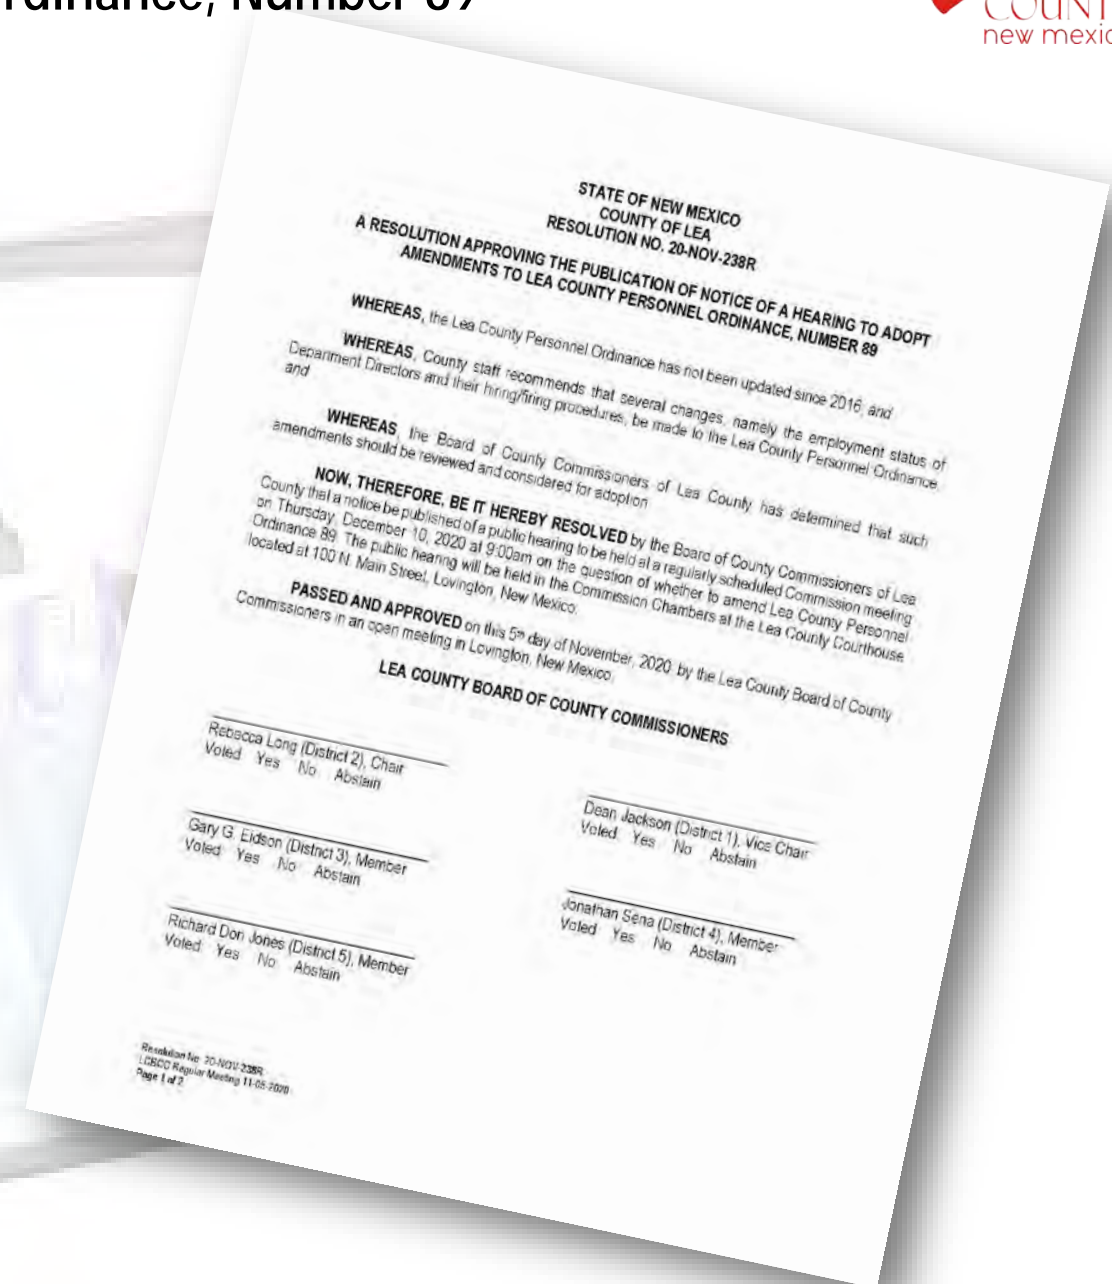 rdinance, Number 89
COUNT
new mexic
STATE OF NEW MEXICO
COUNTY OF LEA
RESOLUTION NO. 20-NOV-238R
A RESOLUTION APPROVING THE PUBLICATION OF NOTICE OF A HEARING TO ADOPT
AMENDMENTS TO LEA COUNTY PERSONNEL ORDINANCE, NUMBER 89
WHEREAS, the Lea County Personnel Ordinance has not been updated since 2016; and
WHEREAS, County staff recommends that several changes, namely the employment status of
Department Directors and their hiring/firing procedures, be made to the Lea County Personnel Ordinance,
and
WHEREAS, the Board of County Commissioners of Lea County has determined that such
amendments should be reviewed and considered for adoption
NOW, THEREFORE, BE IT HEREBY RESOLVED by the Board of County Commissioners of Lea
County that a notice be published of a public hearing to be held at a regularly scheduled Commission meeting
on Thursday, December 10, 2020 at 9:00am on the question of whether to amend Lea County Personnel
Ordinance 89. The public hearing will be held in the Commission Chambers at the Lea County Courthouse
located at 100 N. Main Street, Lovington, New Mexico.
PASSED AND APPROVED on this 5th day of November, 2020 by the Lea County Board of County
Commissioners in an open meeting in Lovington, New Mexico.
LEA COUNTY BOARD OF COUNTY COMMISSIONERS
Rebecca Long (District 2), Chair
Voted Yes No Abstain
Dean Jackson (District 1), Vice Chair
Voted Yes No Abstain
Gary G. Eidson (District 3), Member
Voted Yes No Abstain
Jonathan Sena (District 4), Member
Voted Yes No Abstain
Richard Don Jones (District 5), Member
Voted Yes No Abstain
Resolution No. 20-NOV-238R
LCBCC Regular Meeting 11-05-2020
Page 1 of 2